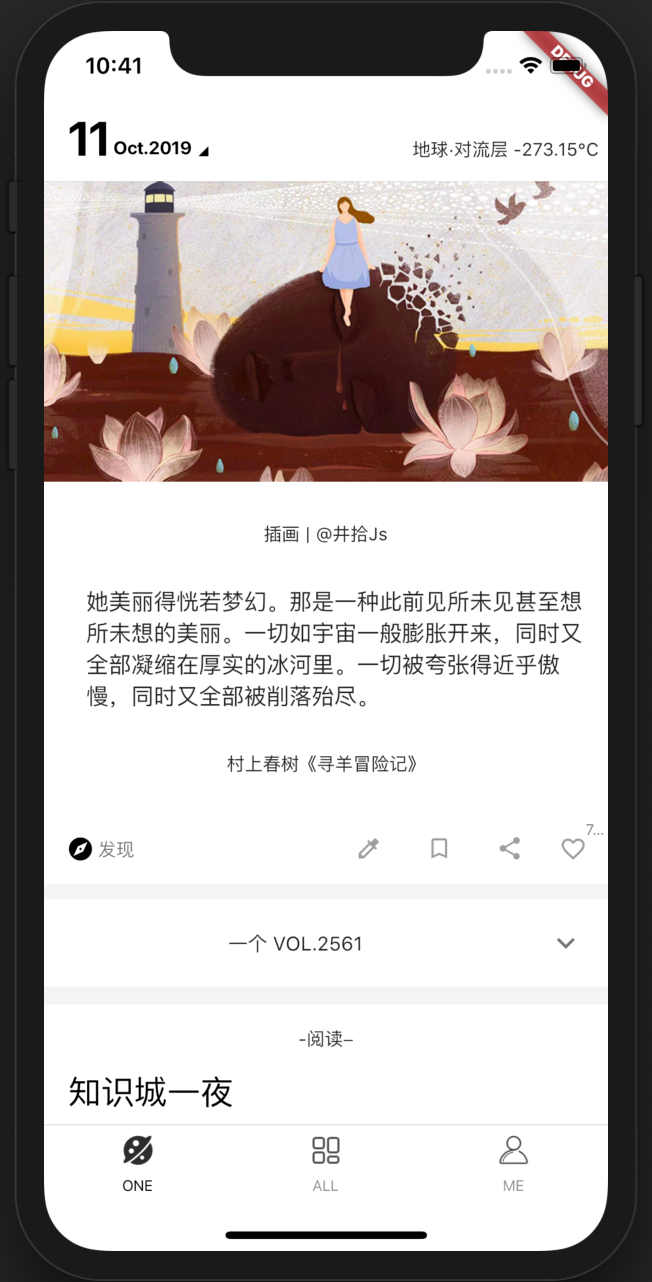 10:41
DEBUG
11 Oct.2019
地球·对流层 -273.15°C
插画 | @井拾Js
她美丽得恍若梦幻。那是一种此前见所未见甚至想
所未想的美丽。一切如宇宙一般膨胀开来，同时又
全部凝缩在厚实的冰河里。一切被夸张得近乎傲
慢，同时又全部被削落殆尽。
村上春树《寻羊冒险记》
发现
7...
一个 VOL.2561
-阅读–
知识城一夜
ONE
ALL
ME